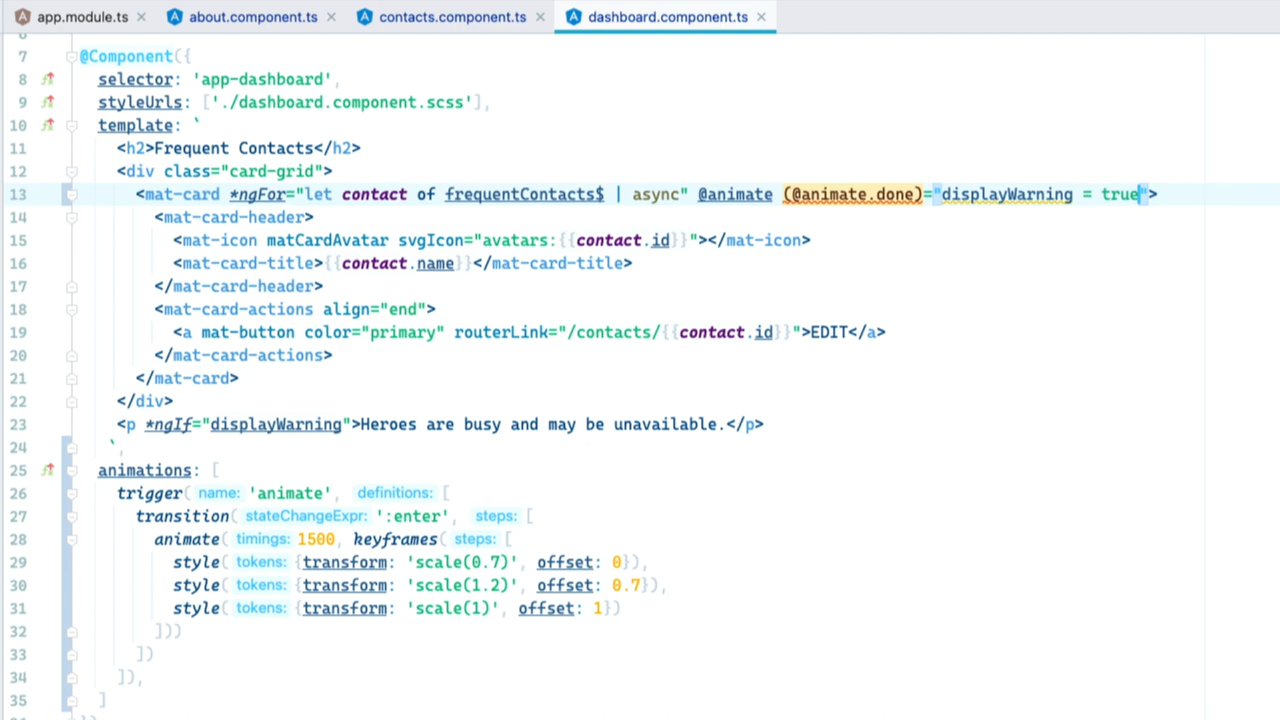 app.module.ts about.component.ts contacts.component.ts dashboard.component.ts
7 @Component({
8 selector: 'app-dashboard',
9 styleUrls: ['./dashboard.component.scss'],
10 template: `
11 <h2>Frequent Contacts</h2>
12 <div class="card-grid">
13 <mat-card *ngFor="let contact of frequentContacts$ | async" @animate (@animate.done)="displayWarning = true">
14 <mat-card-header>
15 <mat-icon matCardAvatar svgIcon="avatars:{{contact.id}}"></mat-icon>
16 <mat-card-title>{{contact.name}}</mat-card-title>
17 </mat-card-header>
18 <mat-card-actions align="end">
19 <a mat-button color="primary" routerLink="/contacts/{{contact.id}}">EDIT</a>
20 </mat-card-actions>
21 </mat-card>
22 </div>
23 <p *ngIf="displayWarning">Heroes are busy and may be unavailable.</p>
24 `,
25 animations: [
26 trigger( name: 'animate', definitions: [
27 transition( stateChangeExpr: ':enter', steps: [
28 animate( timings: 1500, keyframes( steps: [
29 style( tokens: {transform: 'scale(0.7)', offset: 0}),
30 style( tokens: {transform: 'scale(1.2)', offset: 0.7}),
31 style( tokens: {transform: 'scale(1)', offset: 1})
32 ]))
33 ])
34 ]),
35 ]